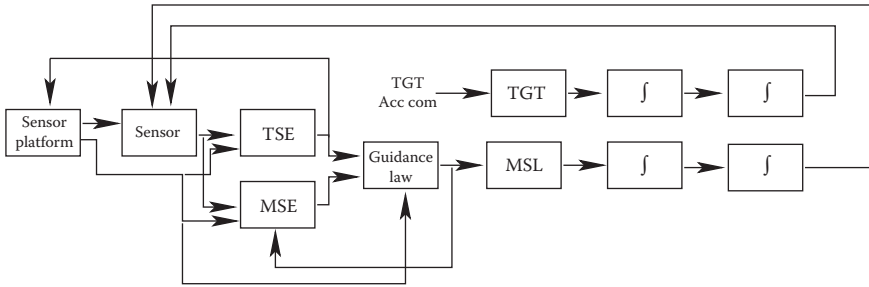 TGT
Acc com
TGT
∫
∫
Sensor
platform
Sensor
TSE
Guidance
law
MSL
∫
∫
MSE